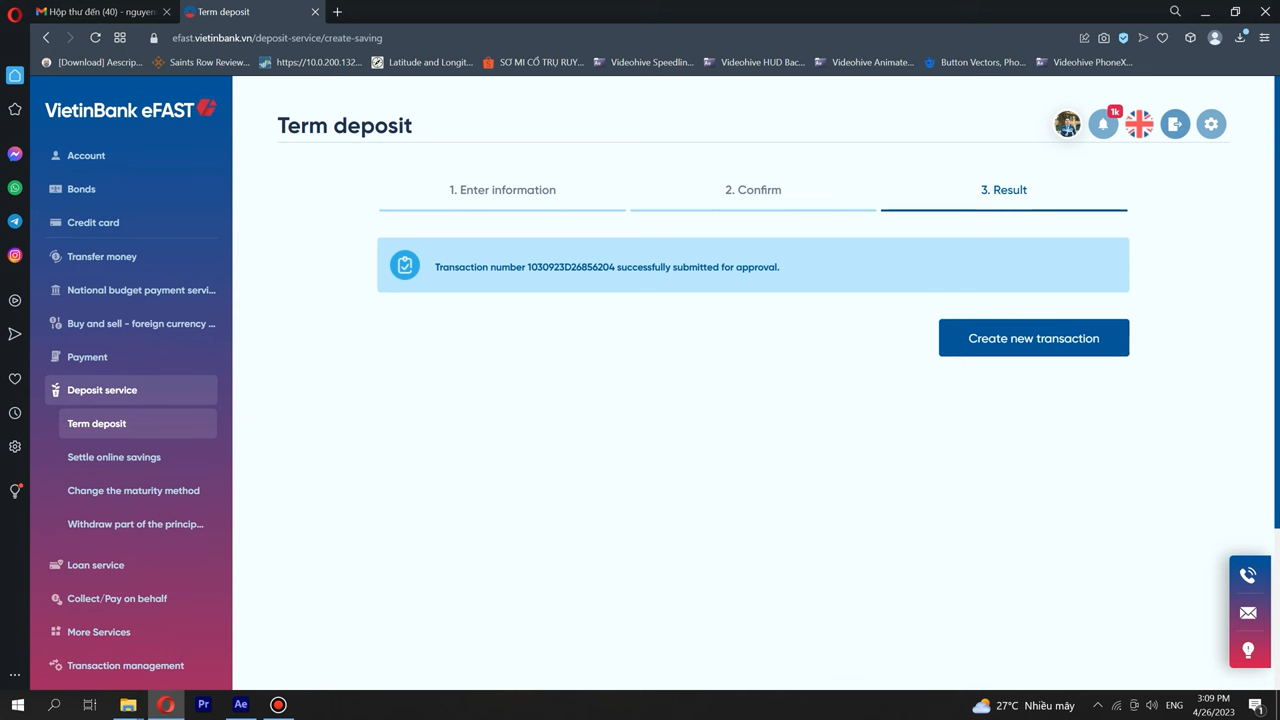 Hộp thư đến (40) - nguyen
Term deposit
efast.vietinbank.vn/deposit-service/create-saving
[Download] Aescrip...
Saints Row Review...
https://10.0.200.132...
Latitude and Longit...
SƠ MI CỔ TRỤ RUY...
Videohive Speedlin...
Videohive HUD Bac...
Videohive Animate...
Button Vectors, Pho...
Videohive PhoneX...
VietinBank eFAST
Account
Bonds
Credit card
Transfer money
National budget payment servi...
Buy and sell - foreign currency ...
Payment
Deposit service
Term deposit
Settle online savings
Change the maturity method
Withdraw part of the princip...
Loan service
Collect/Pay on behalf
More Services
Transaction management
Term deposit
1k
1. Enter information
2. Confirm
3. Result
Transaction number 1030923D26856204 successfully submitted for approval.
Create new transaction
Pr
Ae
27°C Nhiều mây
ENG
3:09 PM
4/26/2023
1